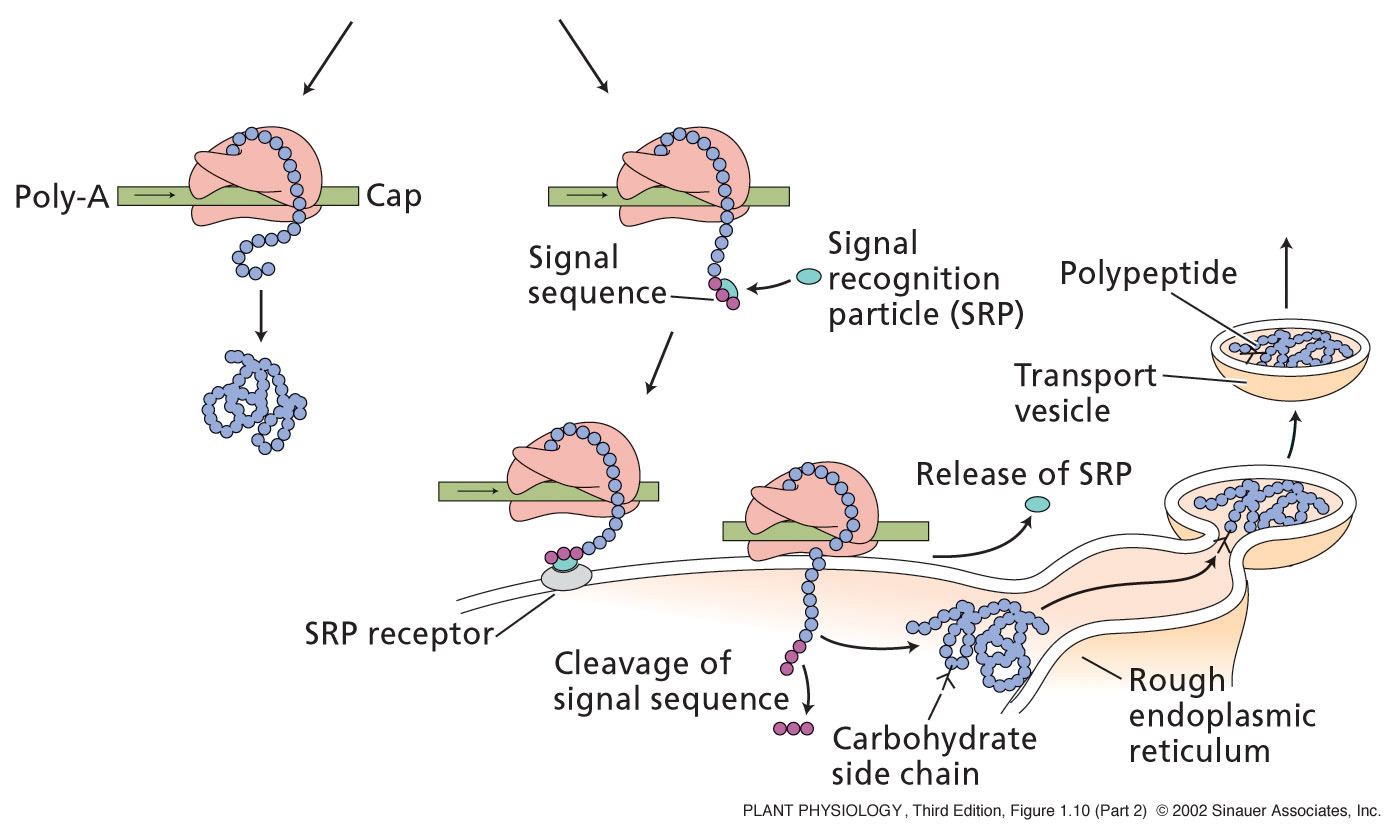 Poly-A
Cap
Signal
sequence
Signal
recognition
particle (SRP)
Polypeptide
Transport
vesicle
Release of SRP
SRP receptor
Cleavage of
signal sequence
Carbohydrate
side chain
Rough
endoplasmic
reticulum
PLANT PHYSIOLOGY, Third Edition, Figure 1.10 (Part 2) © 2002 Sinauer Associates, Inc.